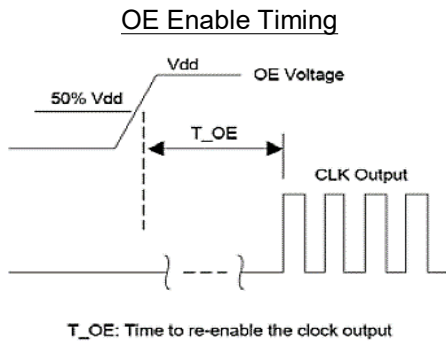 OE Enable Timing
Vdd
OE Voltage
50% Vdd
T_OE
CLK Output
T_OE: Time to re-enable the clock output